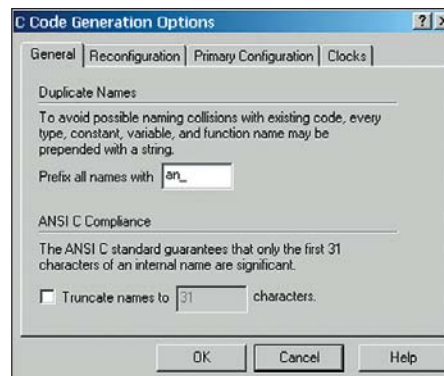 C Code Generation Options
General Reconfiguration Primary Configuration Clocks
Duplicate Names
To avoid possible naming collisions with existing code, every
type, constant, variable, and function name may be
prepended with a string.
Prefix all names with an_
ANSI C Compliance
The ANSI C standard guarantees that only the first 31
characters of an internal name are significant.
Truncate names to 31 characters.
OK Cancel Help